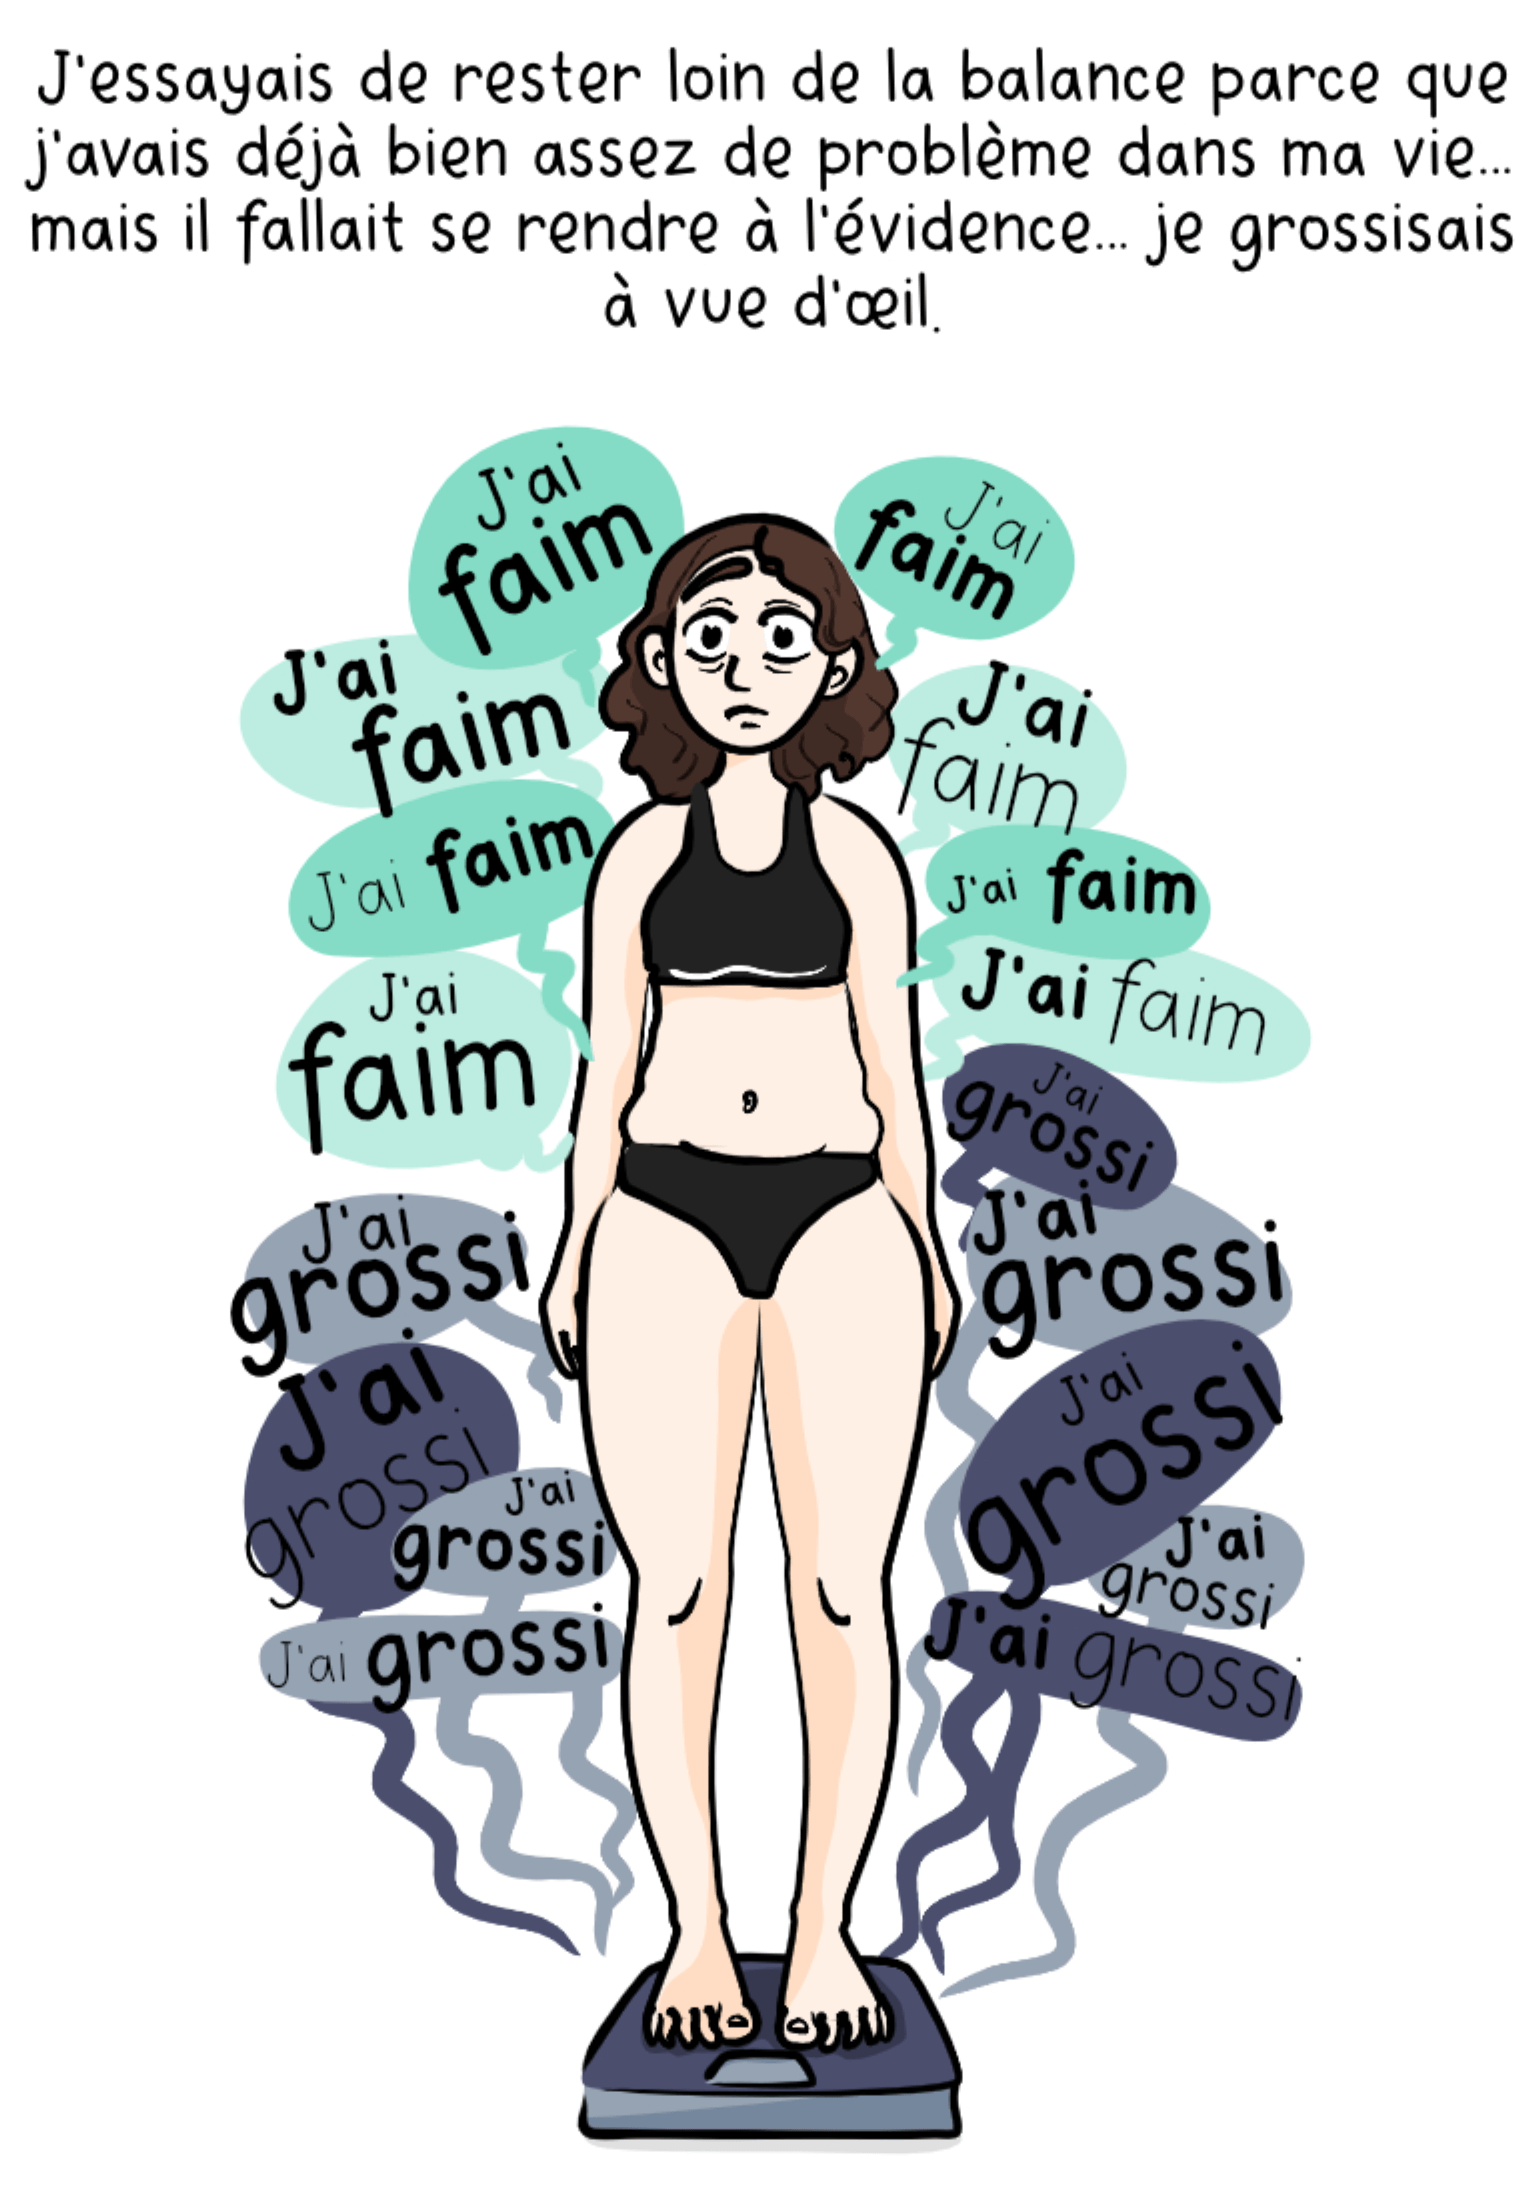 J'essayais de rester loin de la balance parce que
j'avais déjà bien assez de problème dans ma vie...
mais il fallait se rendre à l'évidence... je grossisais
à vue d'œil.
J'ai
faim
J'ai
faim
J'ai
faim
J'ai
faim
J'ai faim
J'ai faim
J'ai
faim
J'ai faim
J'ai
grossi
J'ai
grossi
J'ai
grossi
J'ai
grossi
J'ai
grossi
J'ai
grossi
J'ai
grossi
J'ai grossi
J'ai grossi